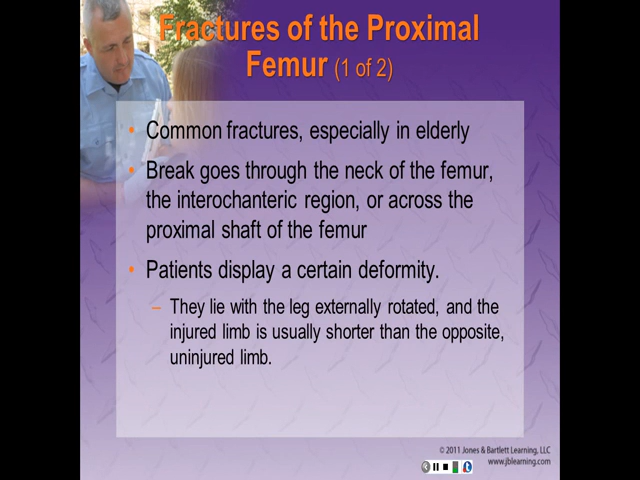 Fractures of the Proximal
Femur (1 of 2)
• Common fractures, especially in elderly
• Break goes through the neck of the femur,
the interochanteric region, or across the
proximal shaft of the femur
• Patients display a certain deformity.
– They lie with the leg externally rotated, and the
injured limb is usually shorter than the opposite,
uninjured limb.
© 2011 Jones & Bartlett Learning, LLC
www.jblearning.com